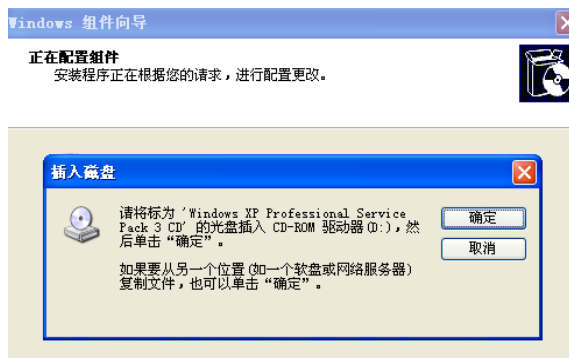 Windows 组件向导
正在配置组件
安装程序正在根据您的请求，进行配置更改。
插入磁盘
请将标为 'Windows XP Professional Service
Pack 3 CD' 的光盘插入 CD-ROM 驱动器(D:)，然
后单击“确定”。
确定
取消
如果要从另一个位置(如一个软盘或网络服务器)
复制文件，也可以单击“确定”。